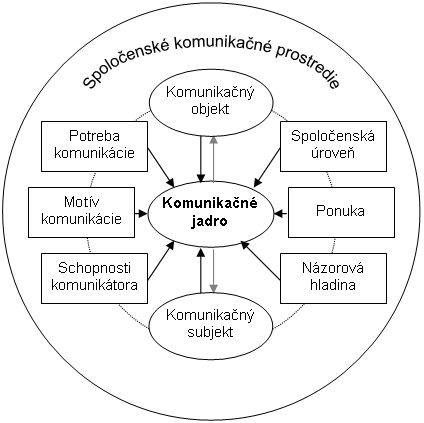 Spoločenské komunikačné prostredie
Komunikačný
objekt
Potreba
komunikácie
Spoločenská
úroveň
Motív
komunikácie
Komunikačné
jadro
Ponuka
Schopnosti
komunikátora
Názorová
hladina
Komunikačný
subjekt